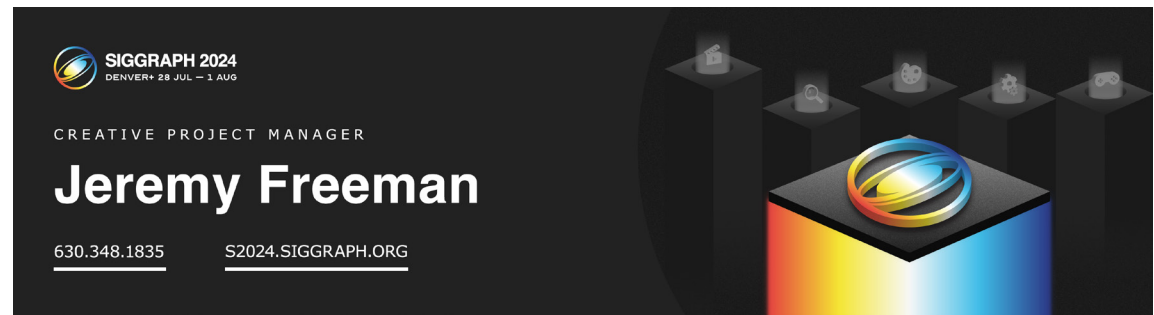 SIGGRAPH 2024
DENVER+ 28 JUL — 1 AUG
CREATIVE PROJECT MANAGER
Jeremy Freeman
630.348.1835
S2024.SIGGRAPH.ORG